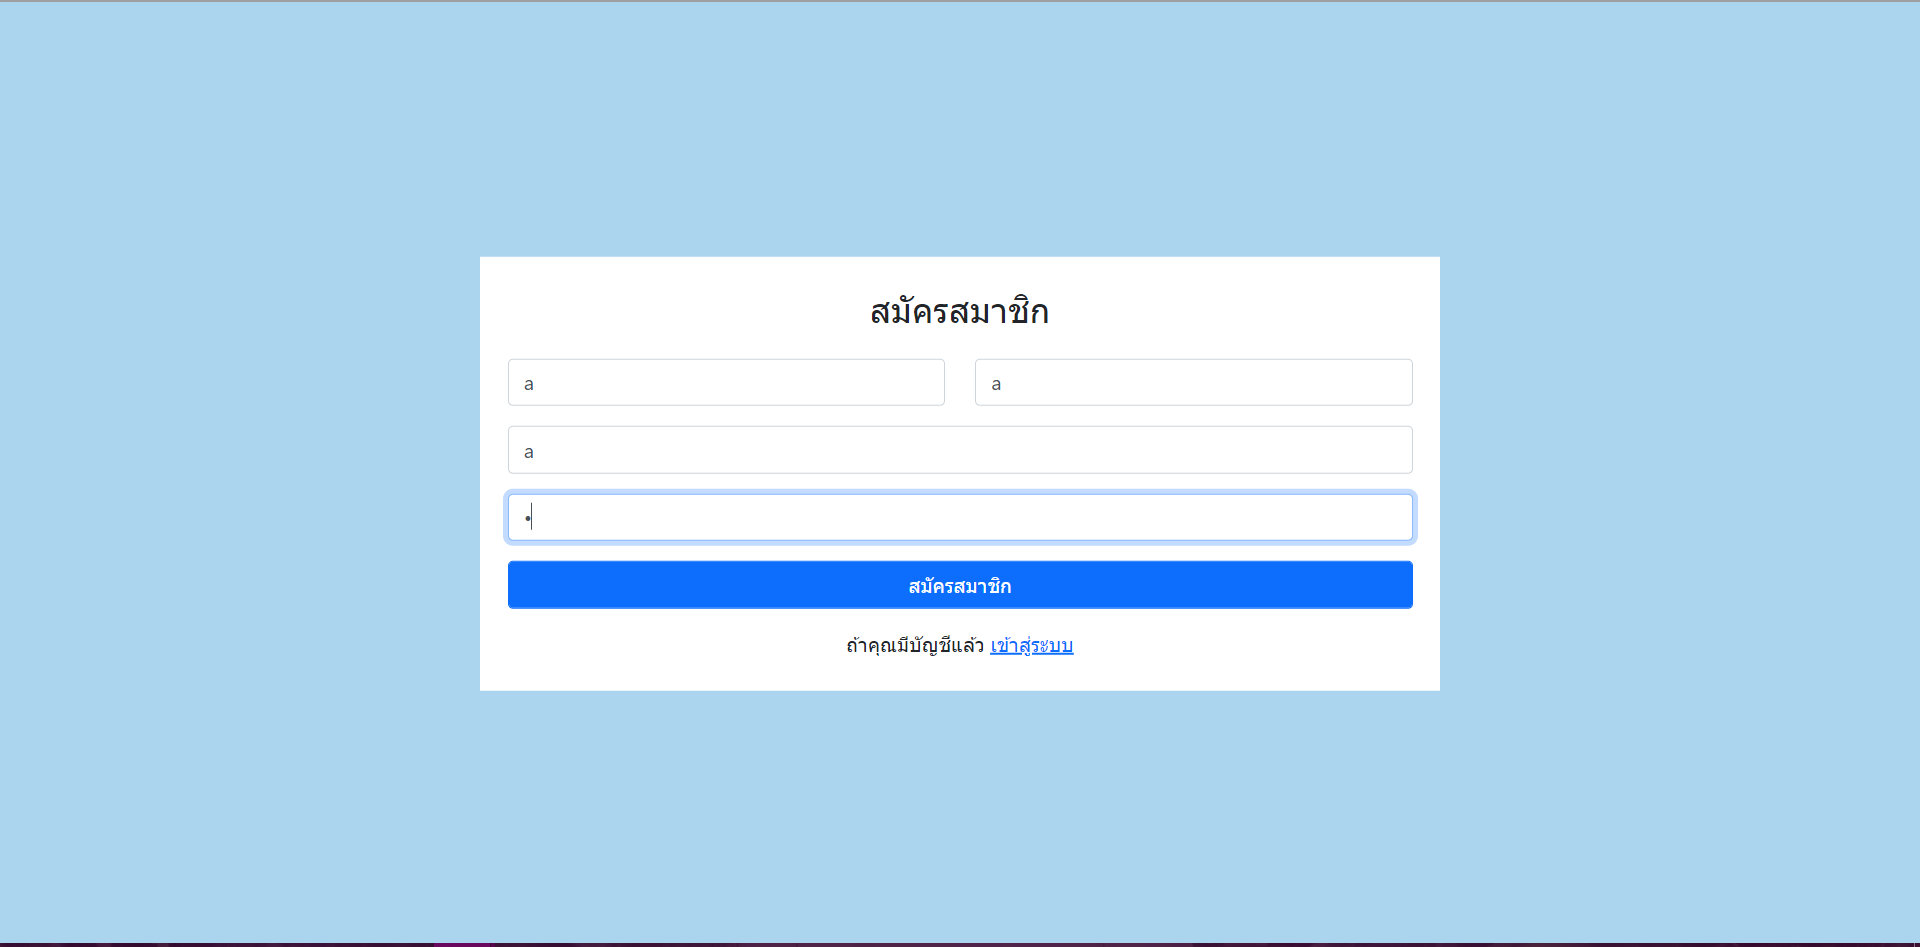 สมัครสมาชิก
a a
a
•
สมัครสมาชิก
ถ้าคุณมีบัญชีแล้ว เข้าสู่ระบบ